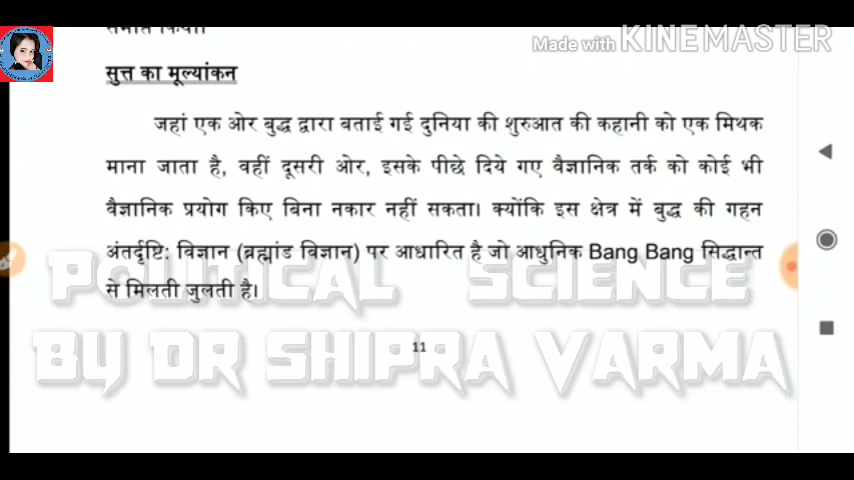 Made with KINEMASTER
सुत्त का मूल्यांकन
जहां एक ओर बुद्ध द्वारा बताई गई दुनिया की शुरुआत की कहानी को एक मिथक
माना जाता है, वहीं दूसरी ओर, इसके पीछे दिये गए वैज्ञानिक तर्क को कोई भी
वैज्ञानिक प्रयोग किए बिना नकार नहीं सकता। क्योंकि इस क्षेत्र में बुद्ध की गहन
अंतर्दृष्टि: विज्ञान (ब्रह्मांड विज्ञान) पर आधारित है जो आधुनिक Bang Bang सिद्धान्त
से मिलती जुलती है।
POLITICAL SCIENCE
11
BY DR SHIPRA VARMA